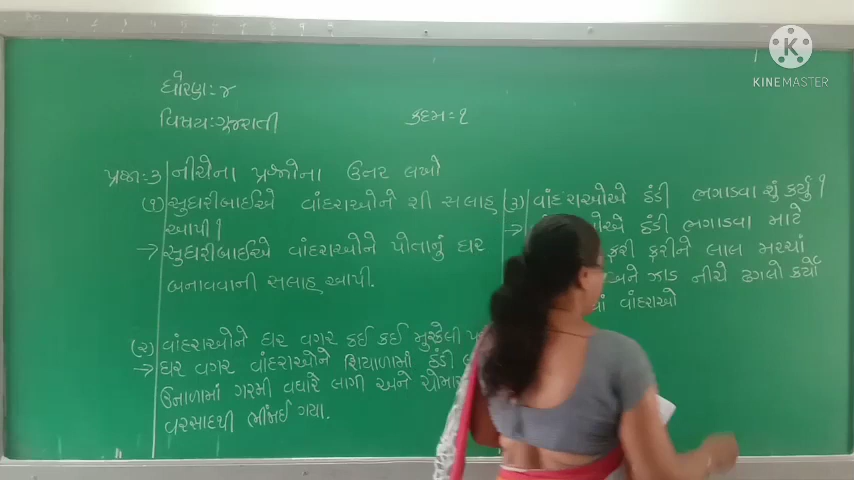 ધોરણ:૪
વિષય:ગુજરાતી
કદમ=૧
પ્રશ્ન:૩ નીચેના પ્રશ્નોના ઉત્તર લખો
(૧) સુઘરીબાઈએ વાંદરાઓને શી સલાહ
આપી?
→ સુઘરીબાઈએ વાંદરાઓને પોતાનું ઘર
બનાવવાની સલાહ આપી.
(૨) વાંદરાઓને ઘર વગર કઈ કઈ મુશ્કેલી
→ ઘર વગર વાંદરાઓને શિયાળામાં ઠંડી
ઉનાળામાં ગરમી વધારે લાગી અને
વરસાદથી ભીંજાઈ ગયા.
(૩) વાંદરાઓએ ઠંડી ભગાડવા શું કર્યું?
→ ઠંડી ભગાડવા માટે
ફરી ફરીને લાલ મરચાં
અને ઝાડ નીચે ઢગલો કર્યો
વાંદરાઓ
KINEMASTER